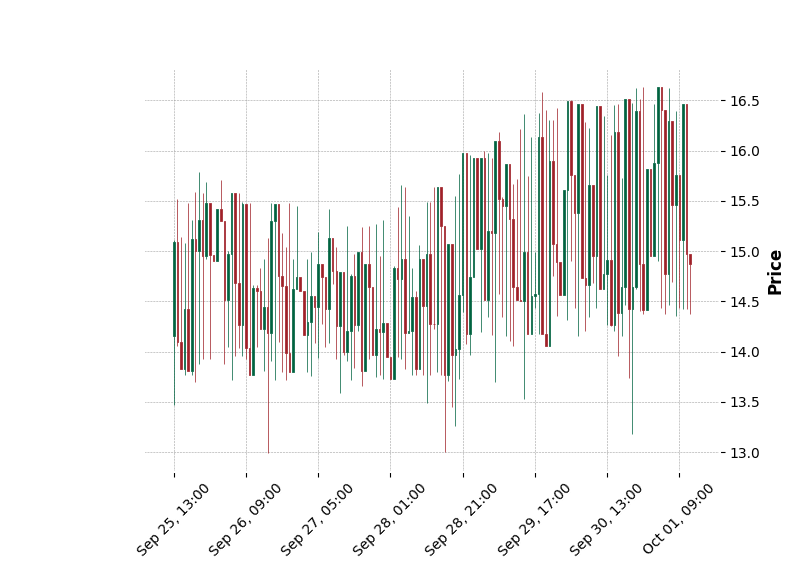 16.5
16.0
15.5
15.0
14.5
14.0
13.5
13.0
Price
Sep 25, 13:00
Sep 26, 09:00
Sep 27, 05:00
Sep 28, 01:00
Sep 28, 21:00
Sep 29, 17:00
Sep 30, 13:00
Oct 01, 09:00